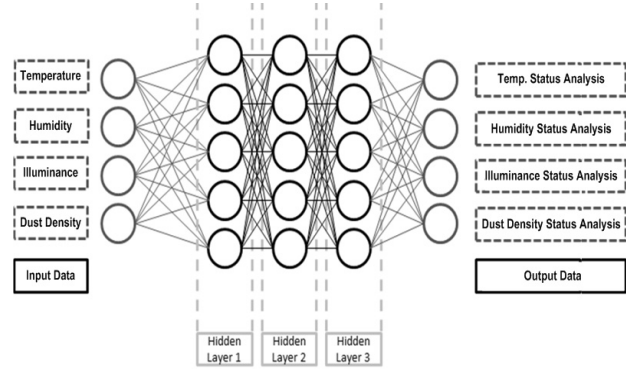 Temperature
Humidity
Illuminance
Dust Density
Input Data
Hidden
Layer 1
Hidden
Layer 2
Hidden
Layer 3
Temp. Status Analysis
Humidity Status Analysis
Illuminance Status Analysis
Dust Density Status Analysis
Output Data